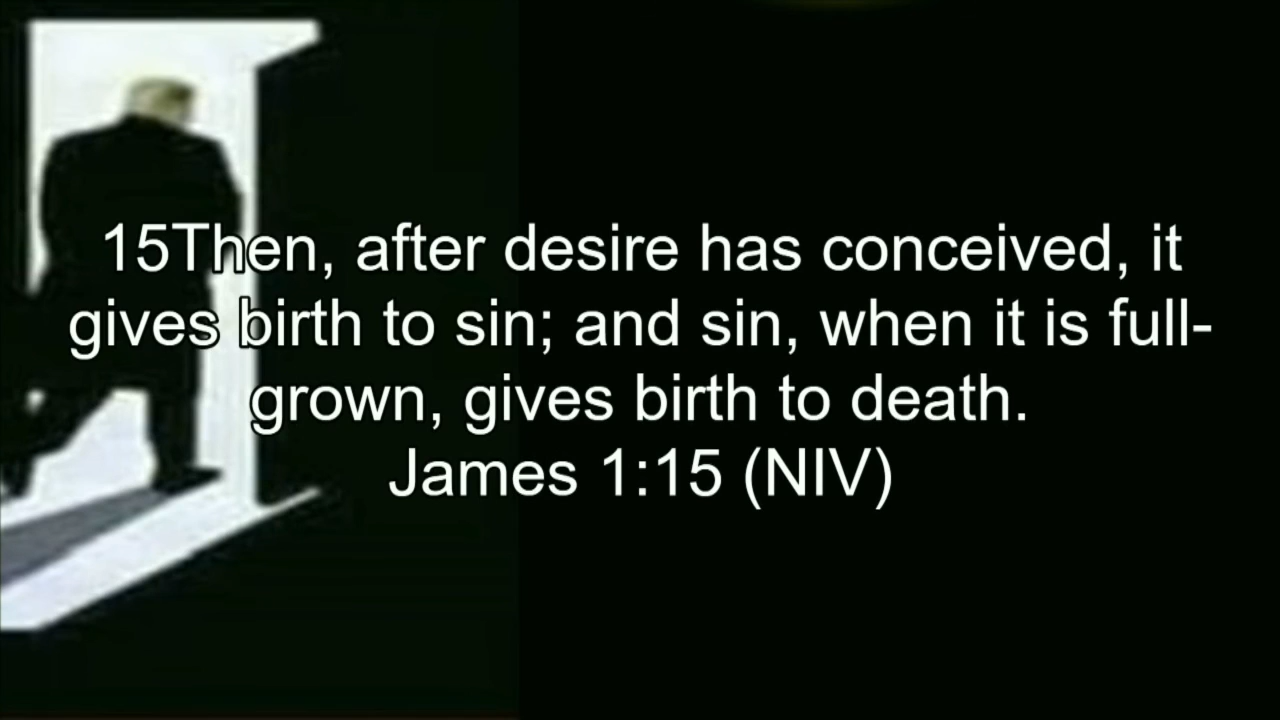 15Then, after desire has conceived, it
gives birth to sin; and sin, when it is full-
grown, gives birth to death.
James 1:15 (NIV)